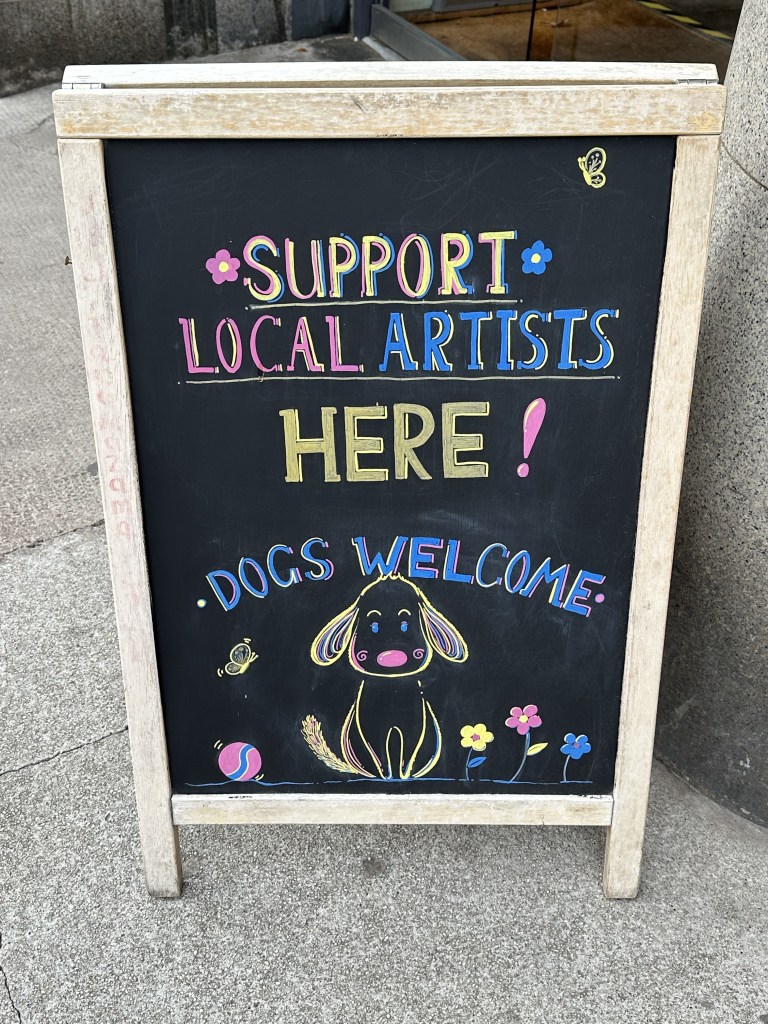 SUPPORT
LOCAL ARTISTS
HERE!
DOGS WELCOME